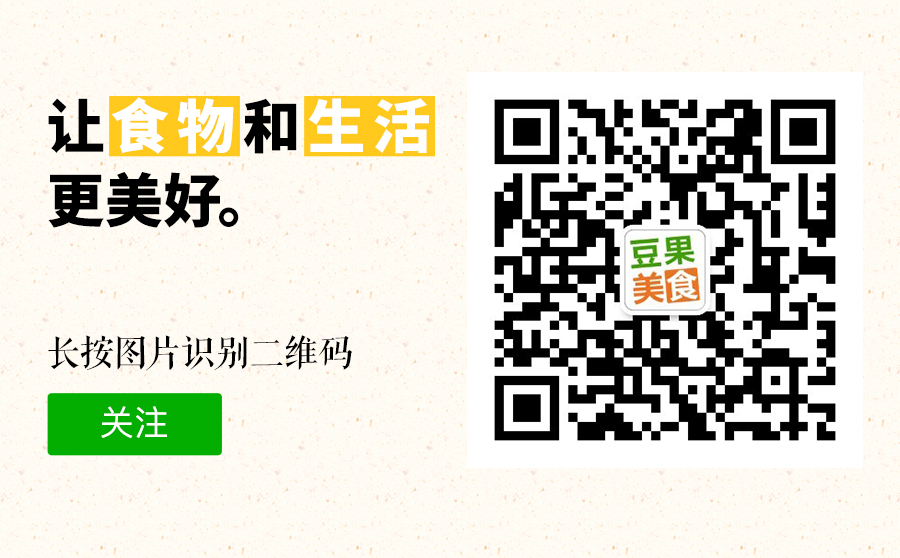 让食物和生活
更美好。
长按图片识别二维码
关注
豆果
美食